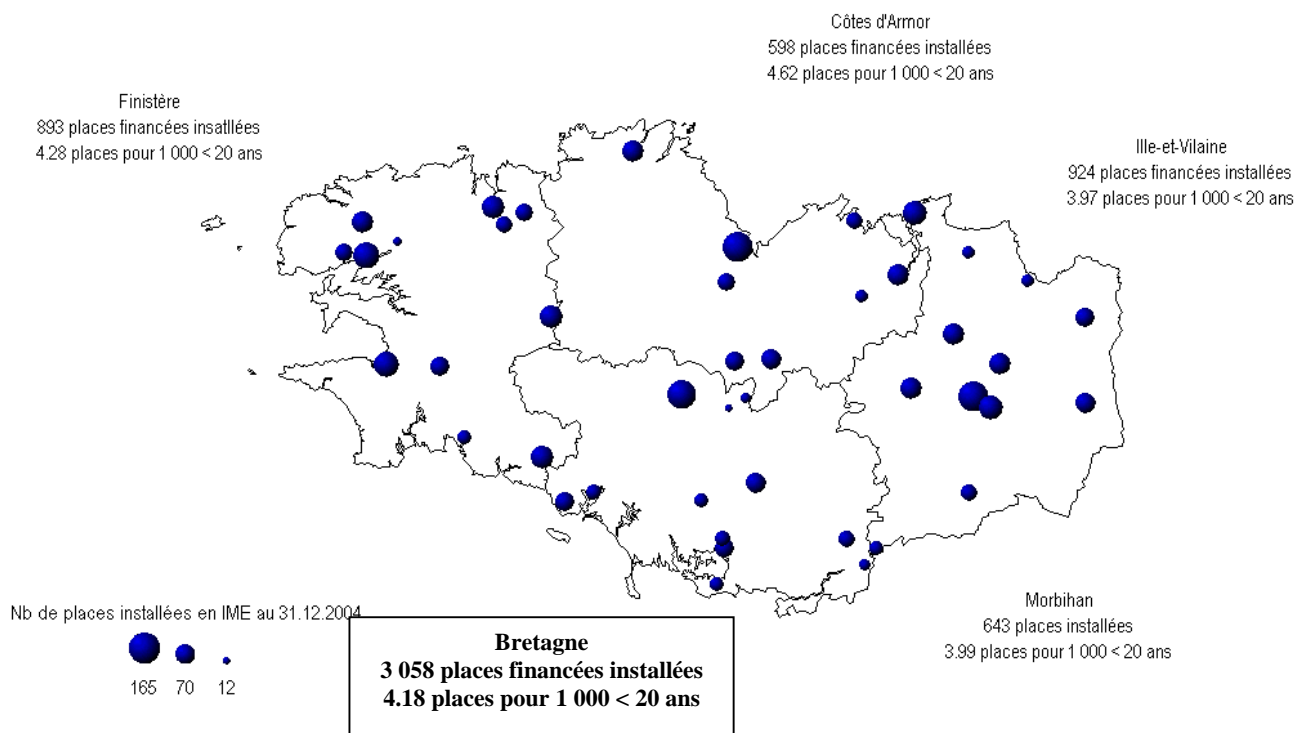 Côtes d'Armor
598 places financées installées
4.62 places pour 1 000 < 20 ans
Finistère
893 places financées insatllées
4.28 places pour 1 000 < 20 ans
Ille-et-Vilaine
924 places financées installées
3.97 places pour 1 000 < 20 ans
Nb de places installées en IME au 31.12.2004
165 70 12
Bretagne
3 058 places financées installées
4.18 places pour 1 000 < 20 ans
Morbihan
643 places installées
3.99 places pour 1 000 < 20 ans